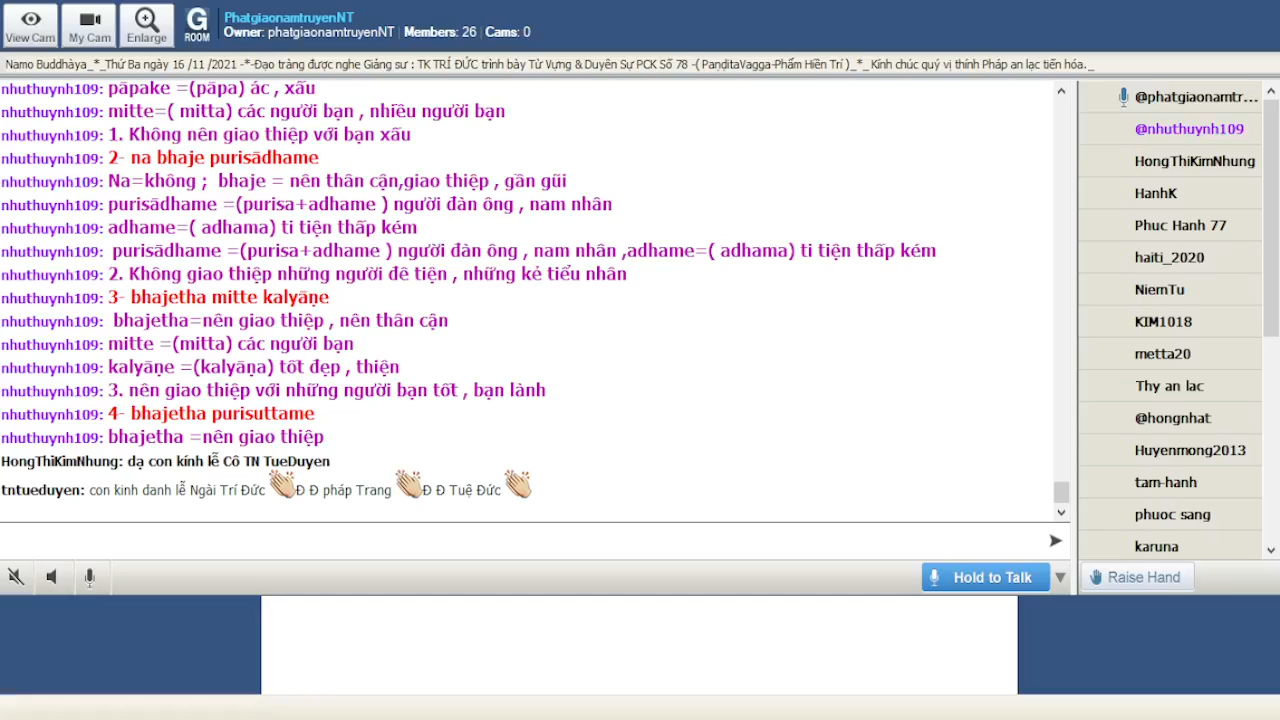 View Cam
My Cam
Enlarge
G
ROOM
PhatgiaonamtruyenNT
Owner: phatgiaonamtruyenNT | Members: 26 | Cams: 0
Namo Buddhàya_*_Thứ Ba ngày 16 /11 /2021 -*-Đạo tràng được nghe Giảng sư : TK TRÍ ĐỨC trình bày Từ Vựng & Duyên Sự PCK Số 78 -( PaṇḍitaVagga-Phẩm Hiền Trí )_*_ Kính chúc quý vị thính Pháp an lạc tiến hóa._
nhuthuynh109: pāpake =(pāpa) ác , xấu
nhuthuynh109: mitte=( mitta) các người bạn , nhiều người bạn
nhuthuynh109: 1. Không nên giao thiệp với bạn xấu
nhuthuynh109: 2- na bhaje purisādhame
nhuthuynh109: Na=không ; bhaje = nên thân cận,giao thiệp , gần gũi
nhuthuynh109: purisādhame =(purisa+adhame ) người đàn ông , nam nhân
nhuthuynh109: adhame=( adhama) ti tiện thấp kém
nhuthuynh109: purisādhame =(purisa+adhame ) người đàn ông , nam nhân ,adhame=( adhama) ti tiện thấp kém
nhuthuynh109: 2. Không giao thiệp những người đê tiện , những kẻ tiểu nhân
nhuthuynh109: 3- bhajetha mitte kalyāṇe
nhuthuynh109: bhajetha=nên giao thiệp , nên thân cận
nhuthuynh109: mitte =(mitta) các người bạn
nhuthuynh109: kalyāṇe =(kalyāṇa) tốt đẹp , thiện
nhuthuynh109: 3. nên giao thiệp với những người bạn tốt , bạn lành
nhuthuynh109: 4- bhajetha purisuttame
nhuthuynh109: bhajetha =nên giao thiệp
HongThiKimNhung: dạ con kính lễ Cô TN TueDuyen
tntueduyen: con kinh danh lễ Ngài Trí Đức Đ Đ pháp Trang Đ Đ Tuệ Đức
@phatgiaonamtr...
@nhuthuynh109
HongThiKimNhung
HanhK
Phuc Hanh 77
haiti_2020
NiemTu
KIM1018
metta20
Thy an lac
@hongnhat
Huyenmong2013
tam-hanh
phuoc sang
karuna
Hold to Talk
Raise Hand